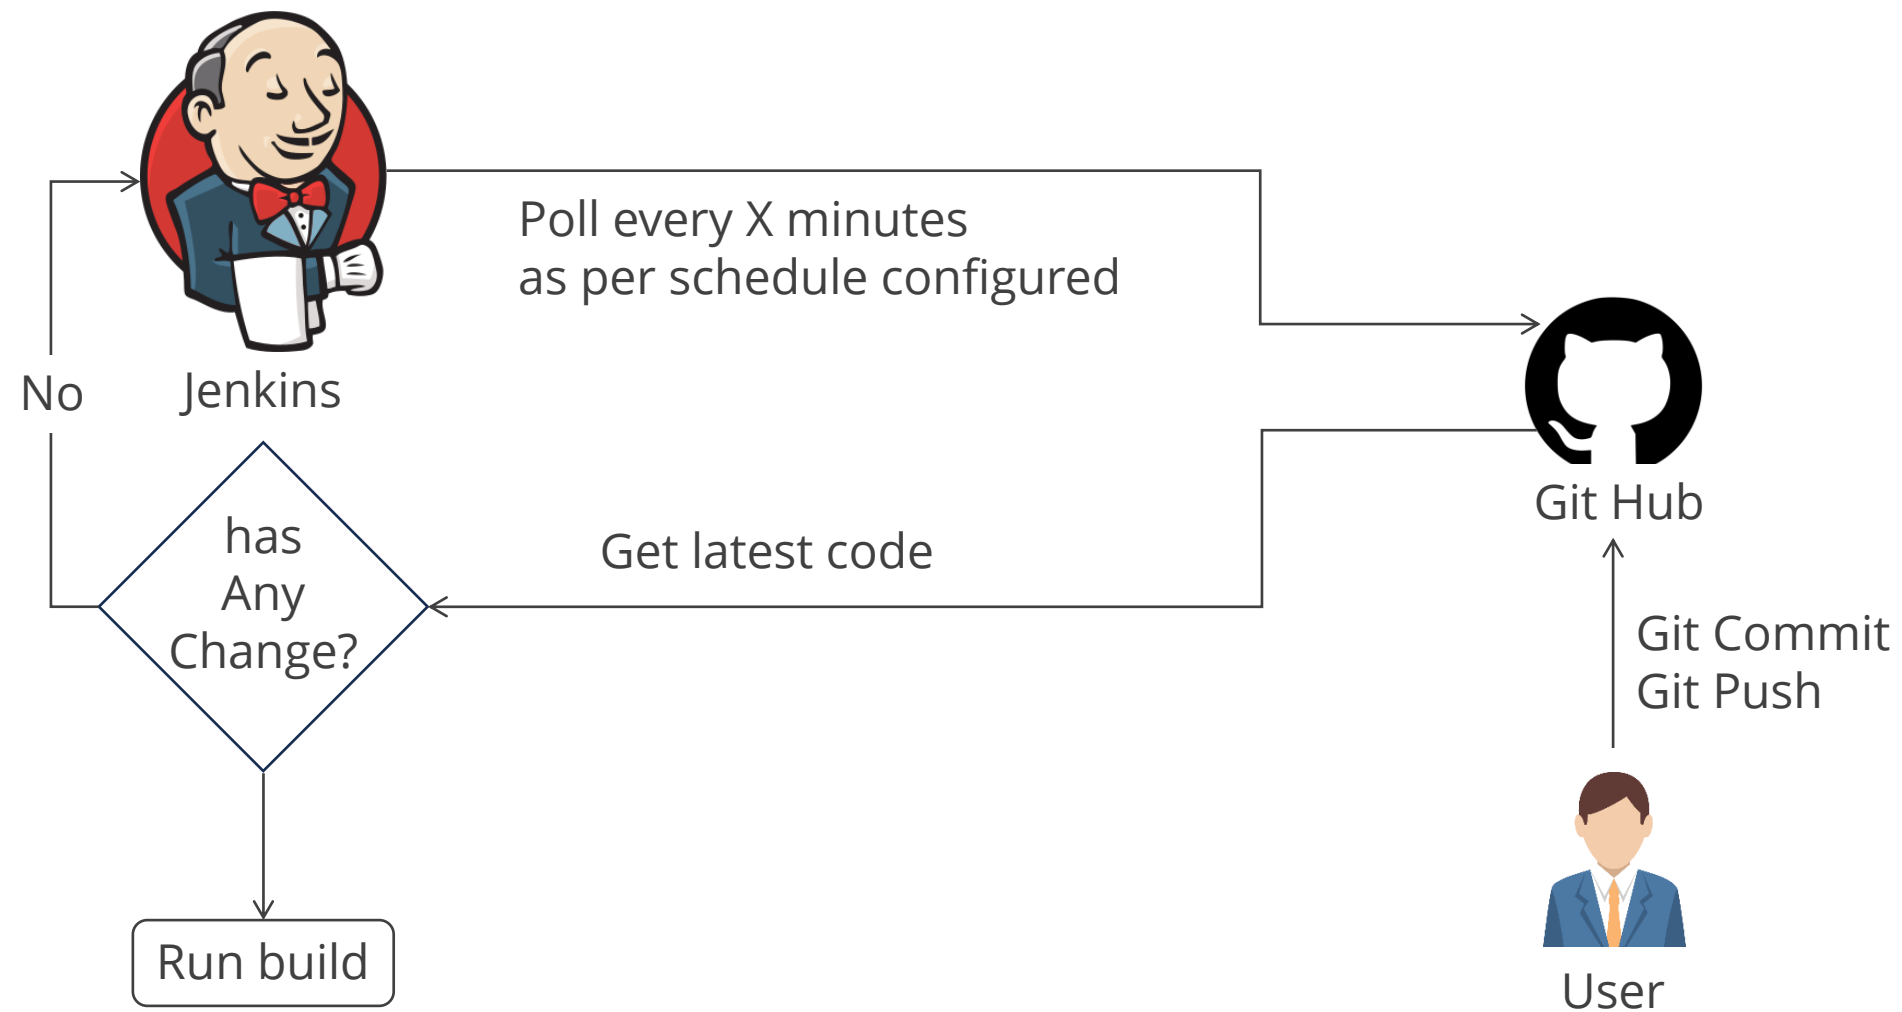 Poll every X minutes
as per schedule configured
No
Jenkins
Git Hub
has
Any
Change?
Get latest code
Git Commit
Git Push
Run build
User